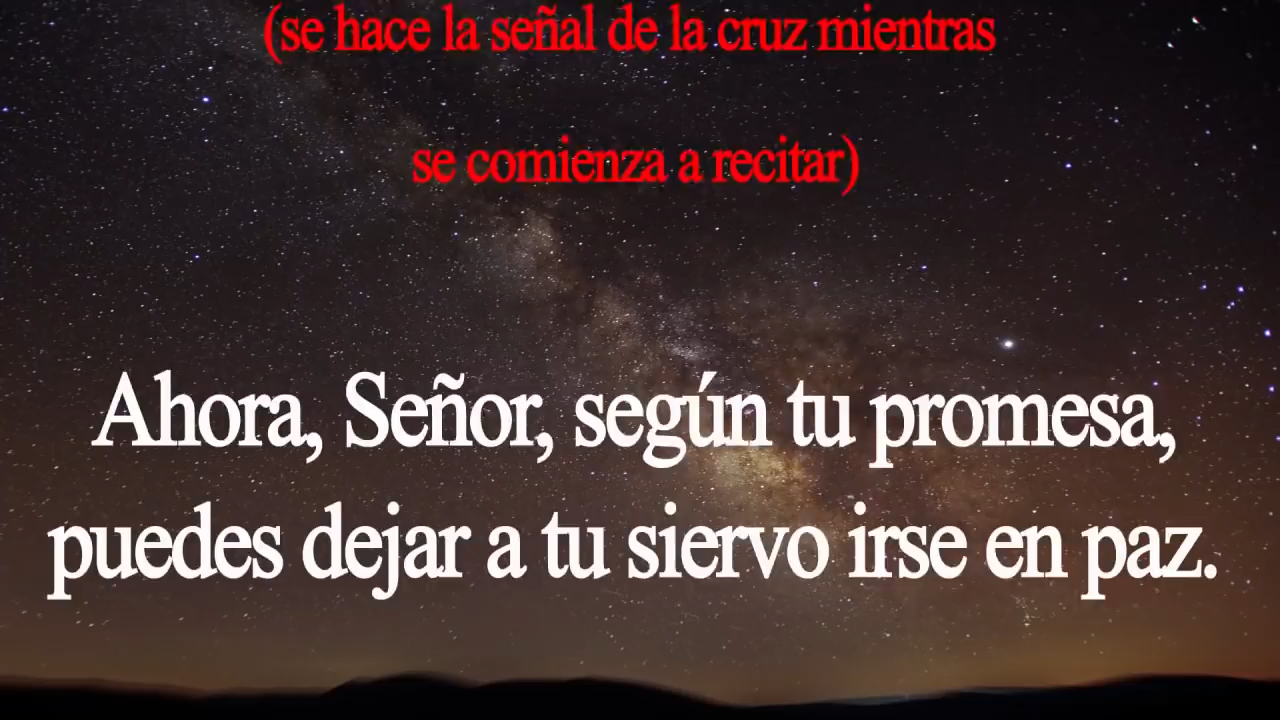 (se hace la señal de la cruz mientras
se comienza a recitar)
Ahora, Señor, según tu promesa,
puedes dejar a tu siervo irse en paz.